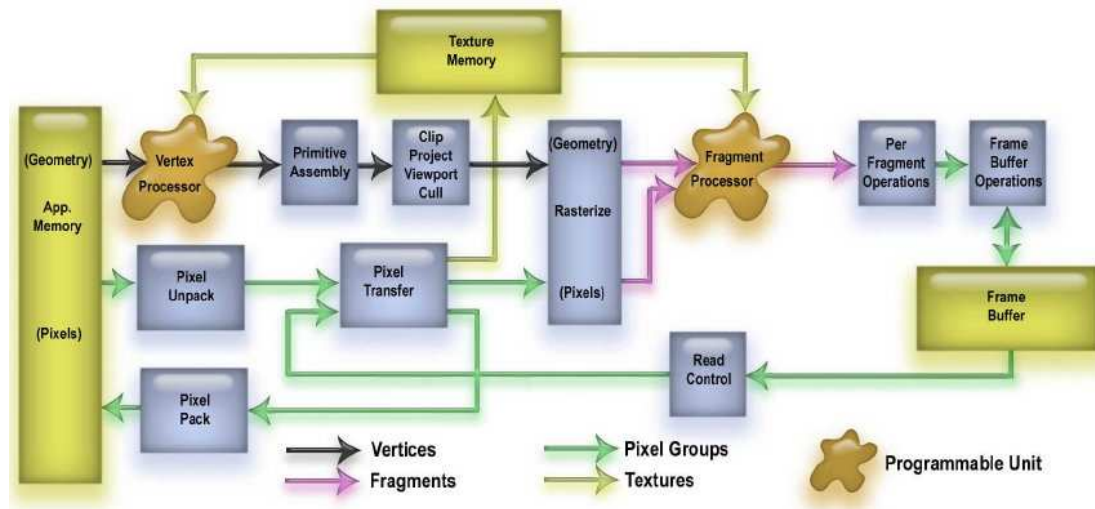 Texture
Memory
(Geometry)
App.
Memory
(Pixels)
Vertex
Processor
Primitive
Assembly
Clip
Project
Viewport
Cull
(Geometry)
Rasterize
(Pixels)
Fragment
Processor
Per
Fragment
Operations
Frame
Buffer
Operations
Pixel
Unpack
Pixel
Transfer
Frame
Buffer
Read
Control
Pixel
Pack
Vertices
Fragments
Pixel Groups
Textures
Programmable Unit